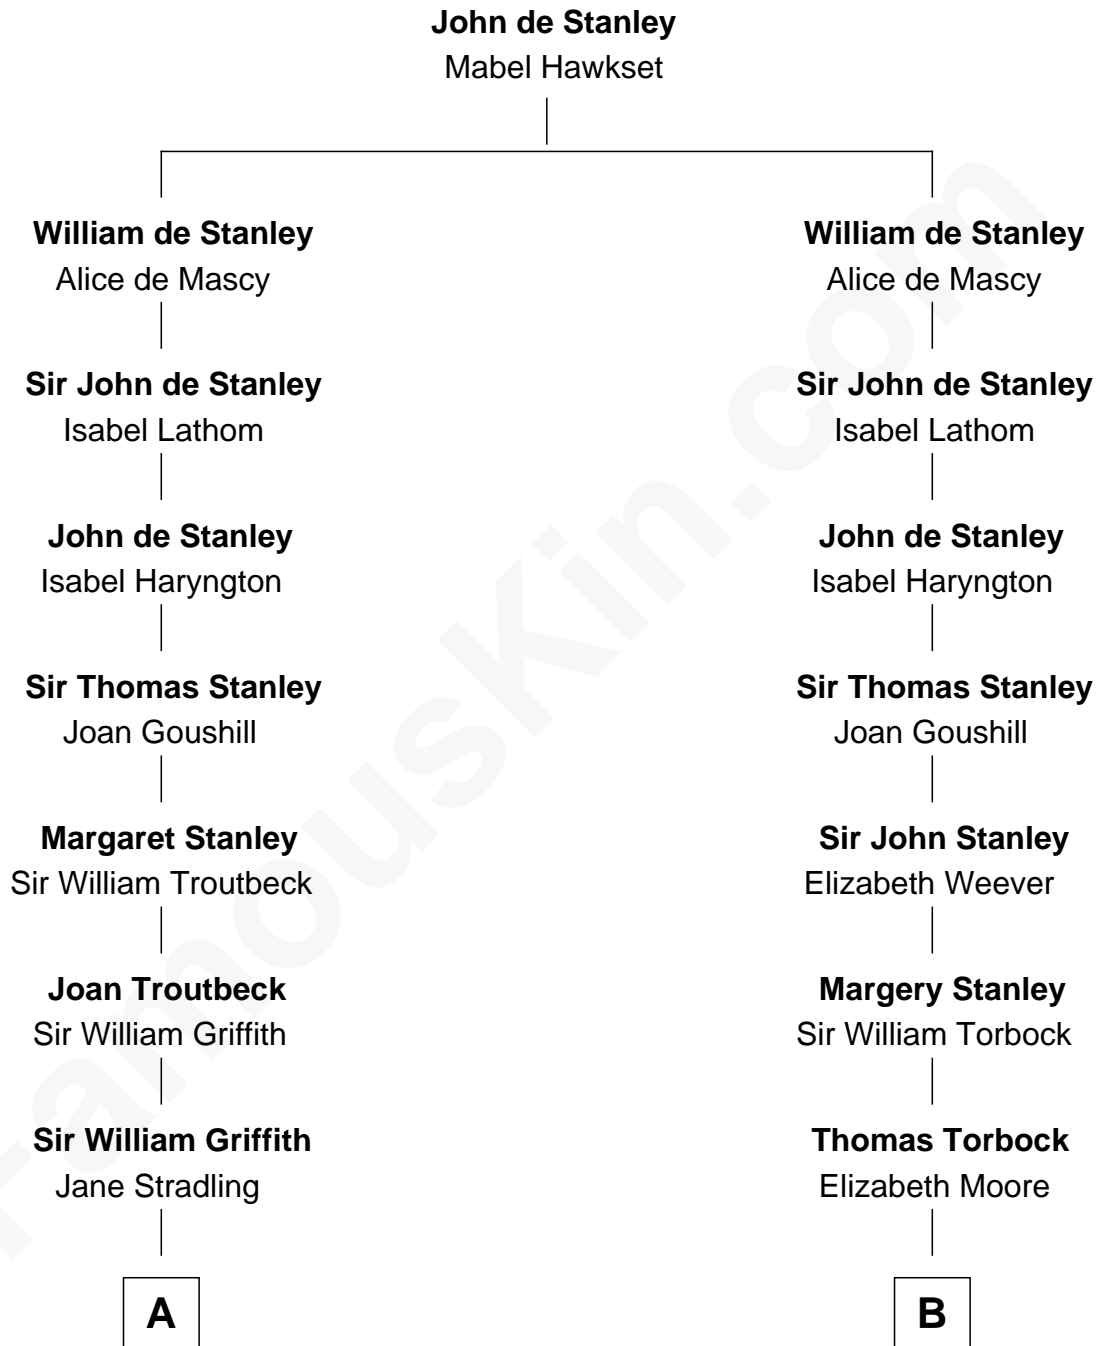 John de Stanley
Mabel Hawkset
William de Stanley
Alice de Mascy
William de Stanley
Alice de Mascy
Sir John de Stanley
Isabel Lathom
Sir John de Stanley
Isabel Lathom
John de Stanley
Isabel Haryngton
John de Stanley
Isabel Haryngton
Sir Thomas Stanley
Joan Goushill
Sir Thomas Stanley
Joan Goushill
Margaret Stanley
Sir William Troutbeck
Sir John Stanley
Elizabeth Weever
Joan Troutbeck
Sir William Griffith
Margery Stanley
Sir William Torbock
Sir William Griffith
Jane Stradling
Thomas Torbock
Elizabeth Moore
A
B
FamousKin.com